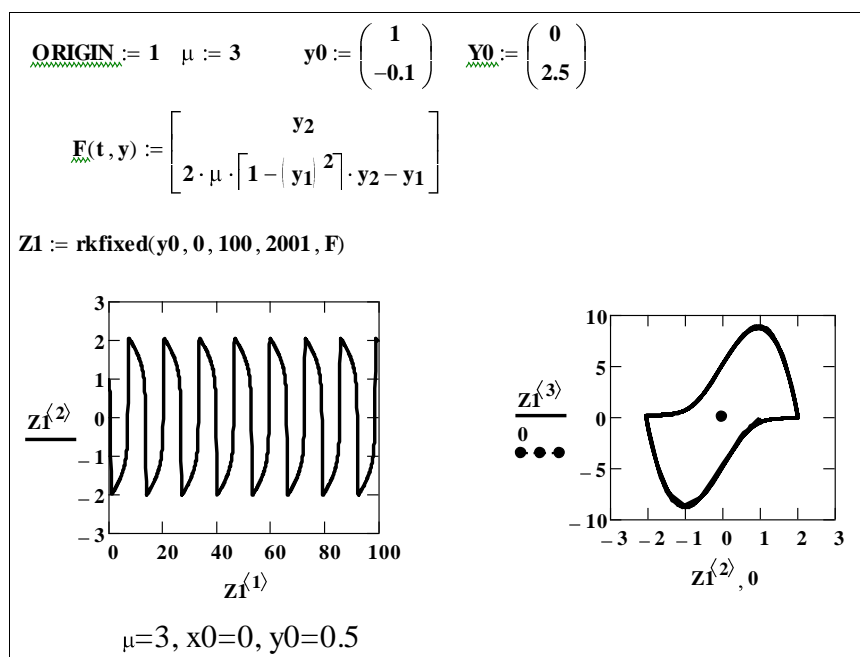 ORIGIN := 1 μ := 3 y0 := ( 1 −0.1 ) Y0 := ( 0 2.5 )
F(t , y) := [ y2 2 · μ · [ 1 − ( y1 )^2 ] · y2 − y1 ]
Z1 := rkfixed(y0 , 0 , 100 , 2001 , F)
3
2
1
0
−1
−2
−3
Z1⟨2⟩
0 20 40 60 80 100
Z1⟨1⟩
10
5
0
−5
−10
Z1⟨3⟩
0
−3 −2 −1 0 1 2 3
Z1⟨2⟩ , 0
μ=3, x0=0, y0=0.5